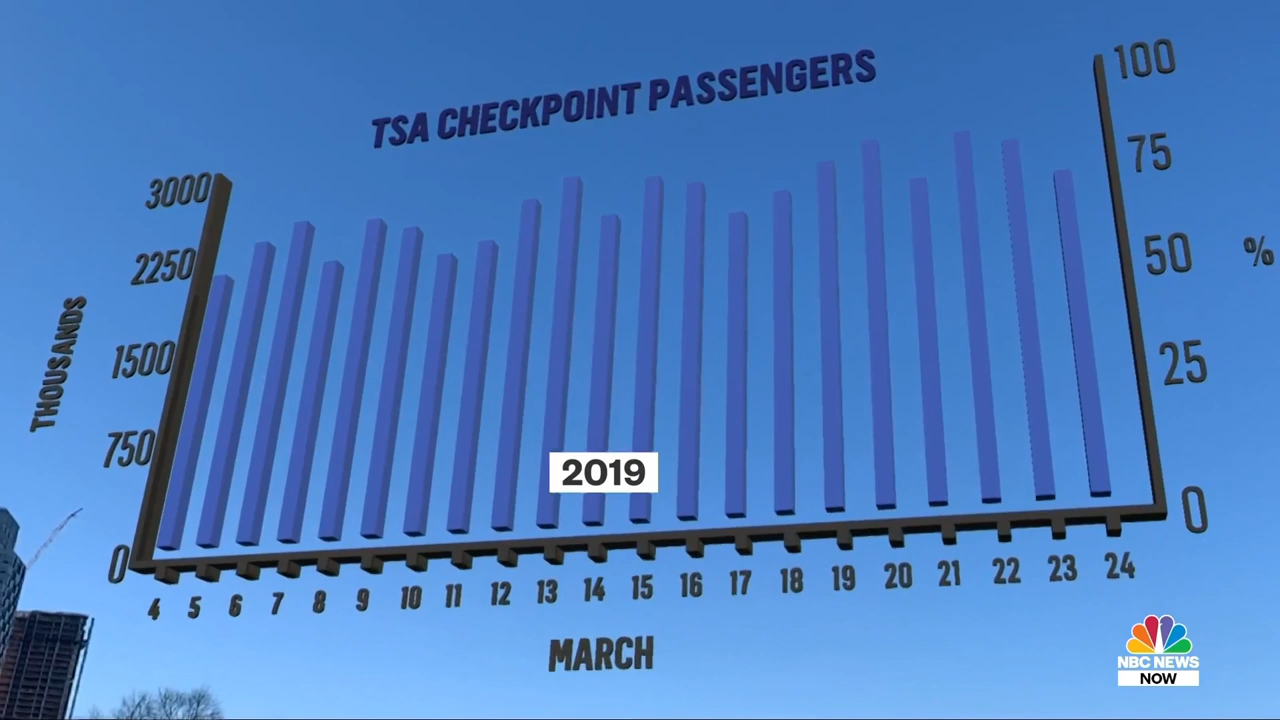 TSA CHECKPOINT PASSENGERS
3000
2250
1500
750
0
THOUSANDS
100
75
50
25
0
%
2019
4 5 6 7 8 9 10 11 12 13 14 15 16 17 18 19 20 21 22 23 24
MARCH
NBC NEWS
NOW